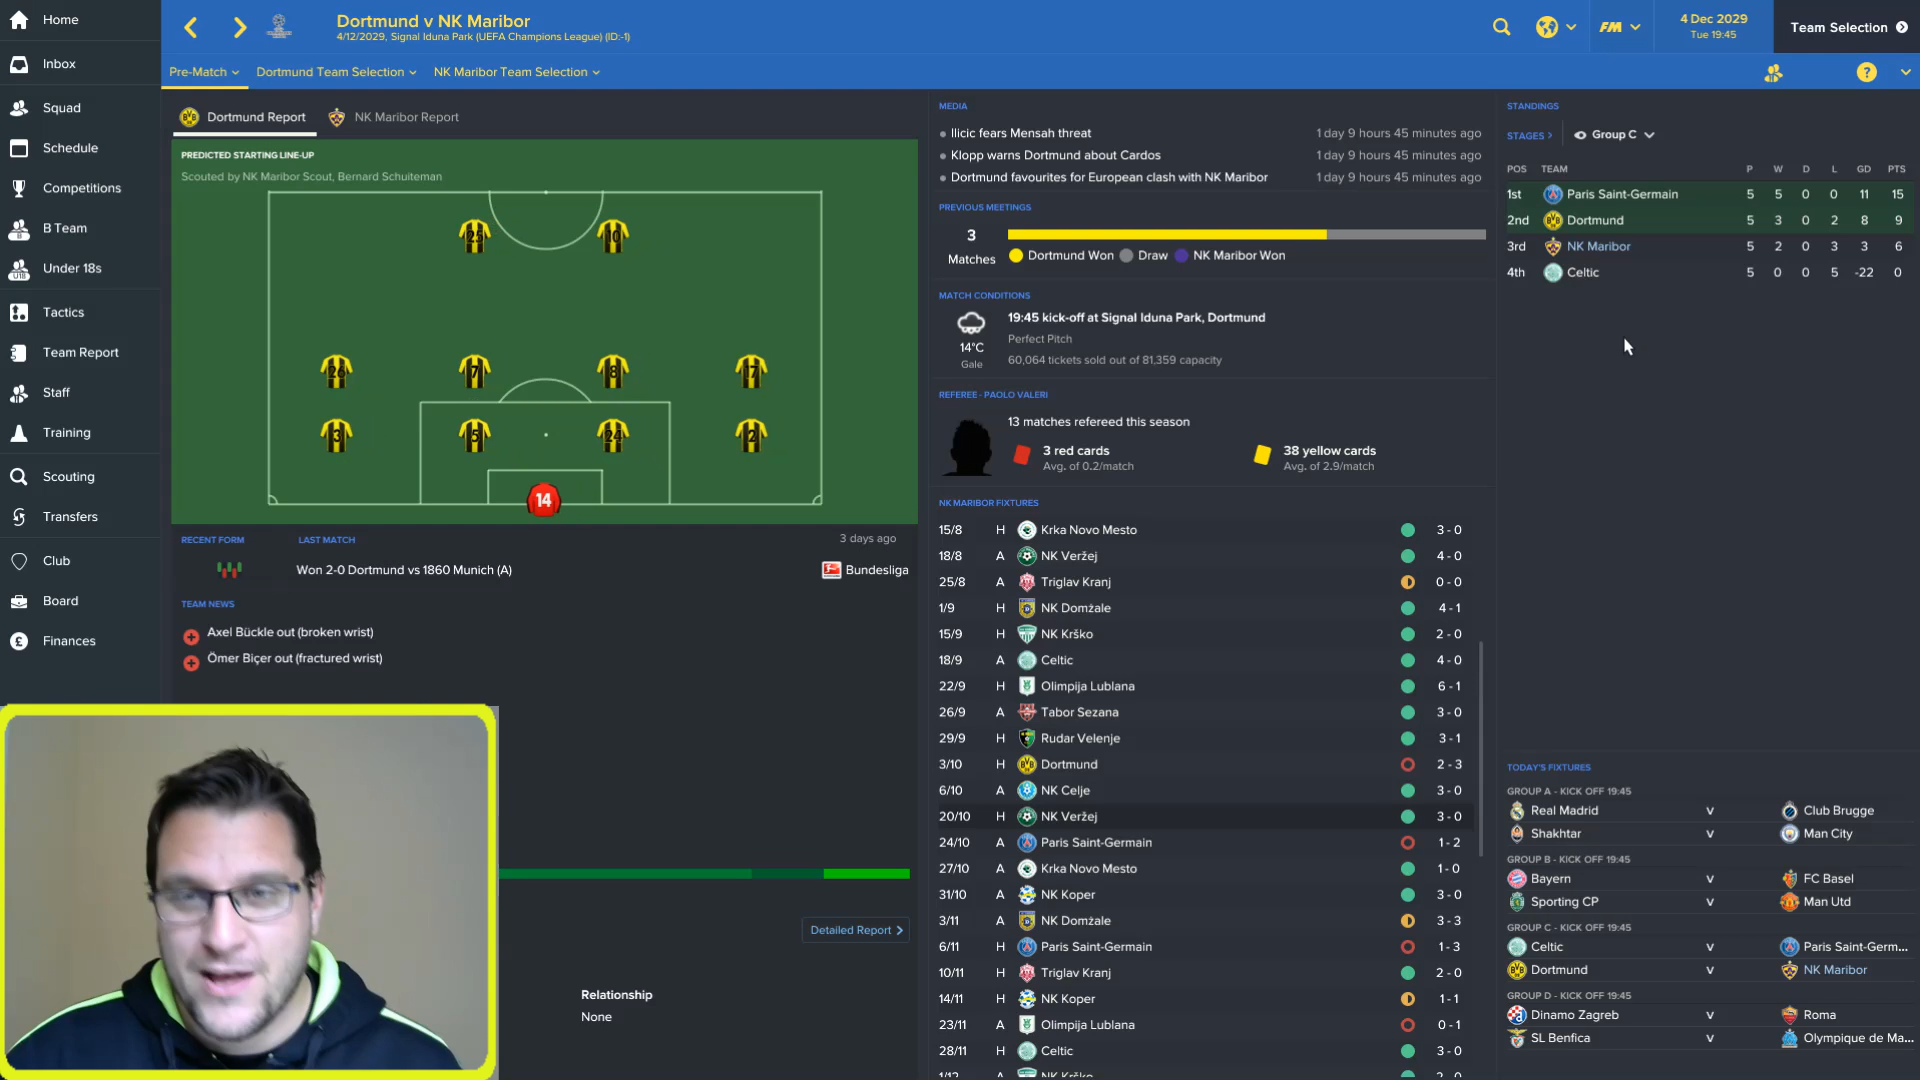 Home
Inbox
Squad
Schedule
Competitions
B Team
Under 18s
Tactics
Team Report
Staff
Training
Scouting
Transfers
Club
Board
Finances
Dortmund v NK Maribor
4/12/2029, Signal Iduna Park (UEFA Champions League) (ID:-1)
FM
4 Dec 2029
Tue 19:45
Team Selection
Pre-Match
Dortmund Team Selection
NK Maribor Team Selection
?
Dortmund Report
NK Maribor Report
PREDICTED STARTING LINE-UP
Scouted by NK Maribor Scout, Bernard Schuiteman
25 10
26 7 8 17
3 5 24 2
14
RECENT FORM
LAST MATCH
3 days ago
Won 2-0 Dortmund vs 1860 Munich (A)
Bundesliga
TEAM NEWS
Axel Bückle out (broken wrist)
Ömer Biçer out (fractured wrist)
Detailed Report
Relationship
None
MEDIA
Ilicic fears Mensah threat 1 day 9 hours 45 minutes ago
Klopp warns Dortmund about Cardos 1 day 9 hours 45 minutes ago
Dortmund favourites for European clash with NK Maribor 1 day 9 hours 45 minutes ago
PREVIOUS MEETINGS
3
Matches
Dortmund Won Draw NK Maribor Won
MATCH CONDITIONS
14°C
Gale
19:45 kick-off at Signal Iduna Park, Dortmund
Perfect Pitch
60,064 tickets sold out of 81,359 capacity
REFEREE - PAOLO VALERI
13 matches refereed this season
3 red cards
Avg. of 0.2/match
38 yellow cards
Avg. of 2.9/match
NK MARIBOR FIXTURES
15/8 H Krka Novo Mesto 3 - 0
18/8 A NK Veržej 4 - 0
25/8 A Triglav Kranj 0 - 0
1/9 H NK Domžale 4 - 1
15/9 H NK Krško 2 - 0
18/9 A Celtic 4 - 0
22/9 H Olimpija Lublana 6 - 1
26/9 A Tabor Sezana 3 - 0
29/9 H Rudar Velenje 3 - 1
3/10 H Dortmund 2 - 3
6/10 A NK Celje 3 - 0
20/10 H NK Veržej 3 - 0
24/10 A Paris Saint-Germain 1 - 2
27/10 A Krka Novo Mesto 1 - 0
31/10 A NK Koper 3 - 0
3/11 A NK Domžale 3 - 3
6/11 H Paris Saint-Germain 1 - 3
10/11 H Triglav Kranj 2 - 0
14/11 H NK Koper 1 - 1
23/11 A Olimpija Lublana 0 - 1
28/11 H Celtic 3 - 0
1/12 A NK Krško 2 - 0
STANDINGS
STAGES > Group C
POS TEAM P W D L GD PTS
1st Paris Saint-Germain 5 5 0 0 11 15
2nd Dortmund 5 3 0 2 8 9
3rd NK Maribor 5 2 0 3 3 6
4th Celtic 5 0 0 5 -22 0
TODAY'S FIXTURES
GROUP A - KICK OFF 19:45
Real Madrid v Club Brugge
Shakhtar v Man City
GROUP B - KICK OFF 19:45
Bayern v FC Basel
Sporting CP v Man Utd
GROUP C - KICK OFF 19:45
Celtic v Paris Saint-Germ...
Dortmund v NK Maribor
GROUP D - KICK OFF 19:45
Dinamo Zagreb v Roma
SL Benfica v Olympique de Ma...